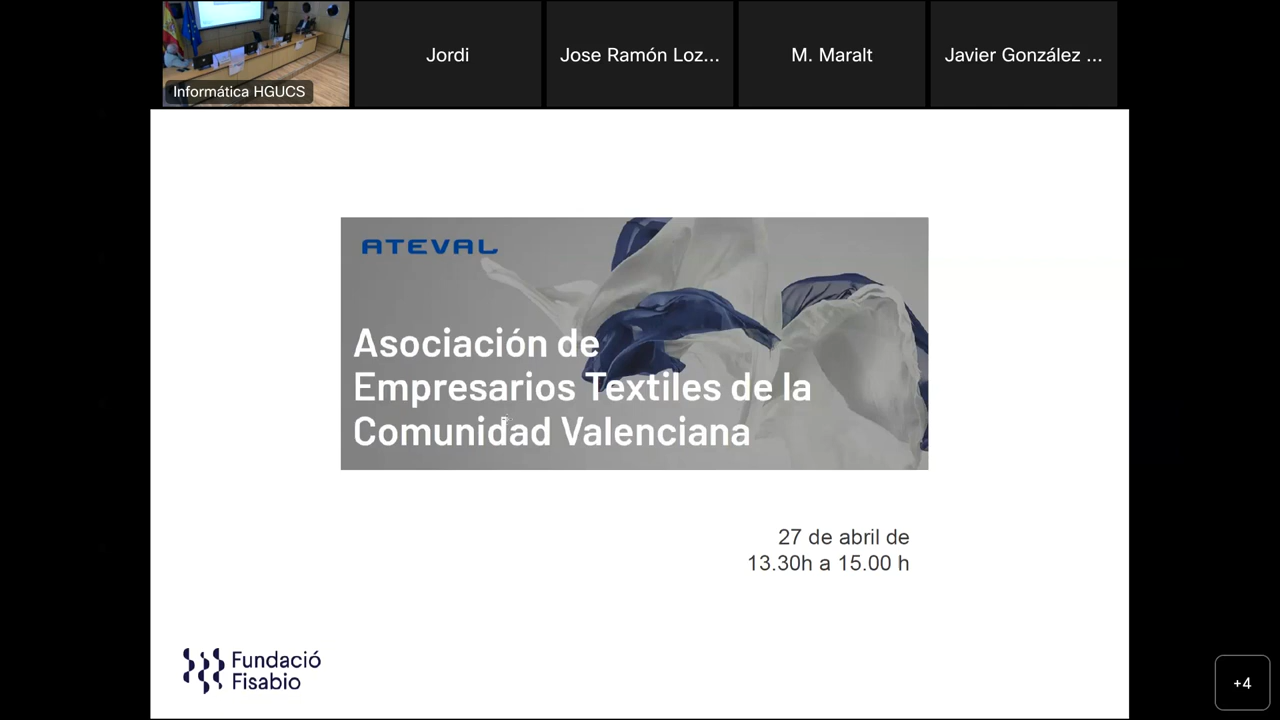 Informática HGUCS
Jordi
Jose Ramón Loz...
M. Maralt
Javier González ...
ATEVAL
Asociación de
Empresarios Textiles de la
Comunidad Valenciana
27 de abril de
13.30h a 15.00 h
Fundació
Fisabio
+4